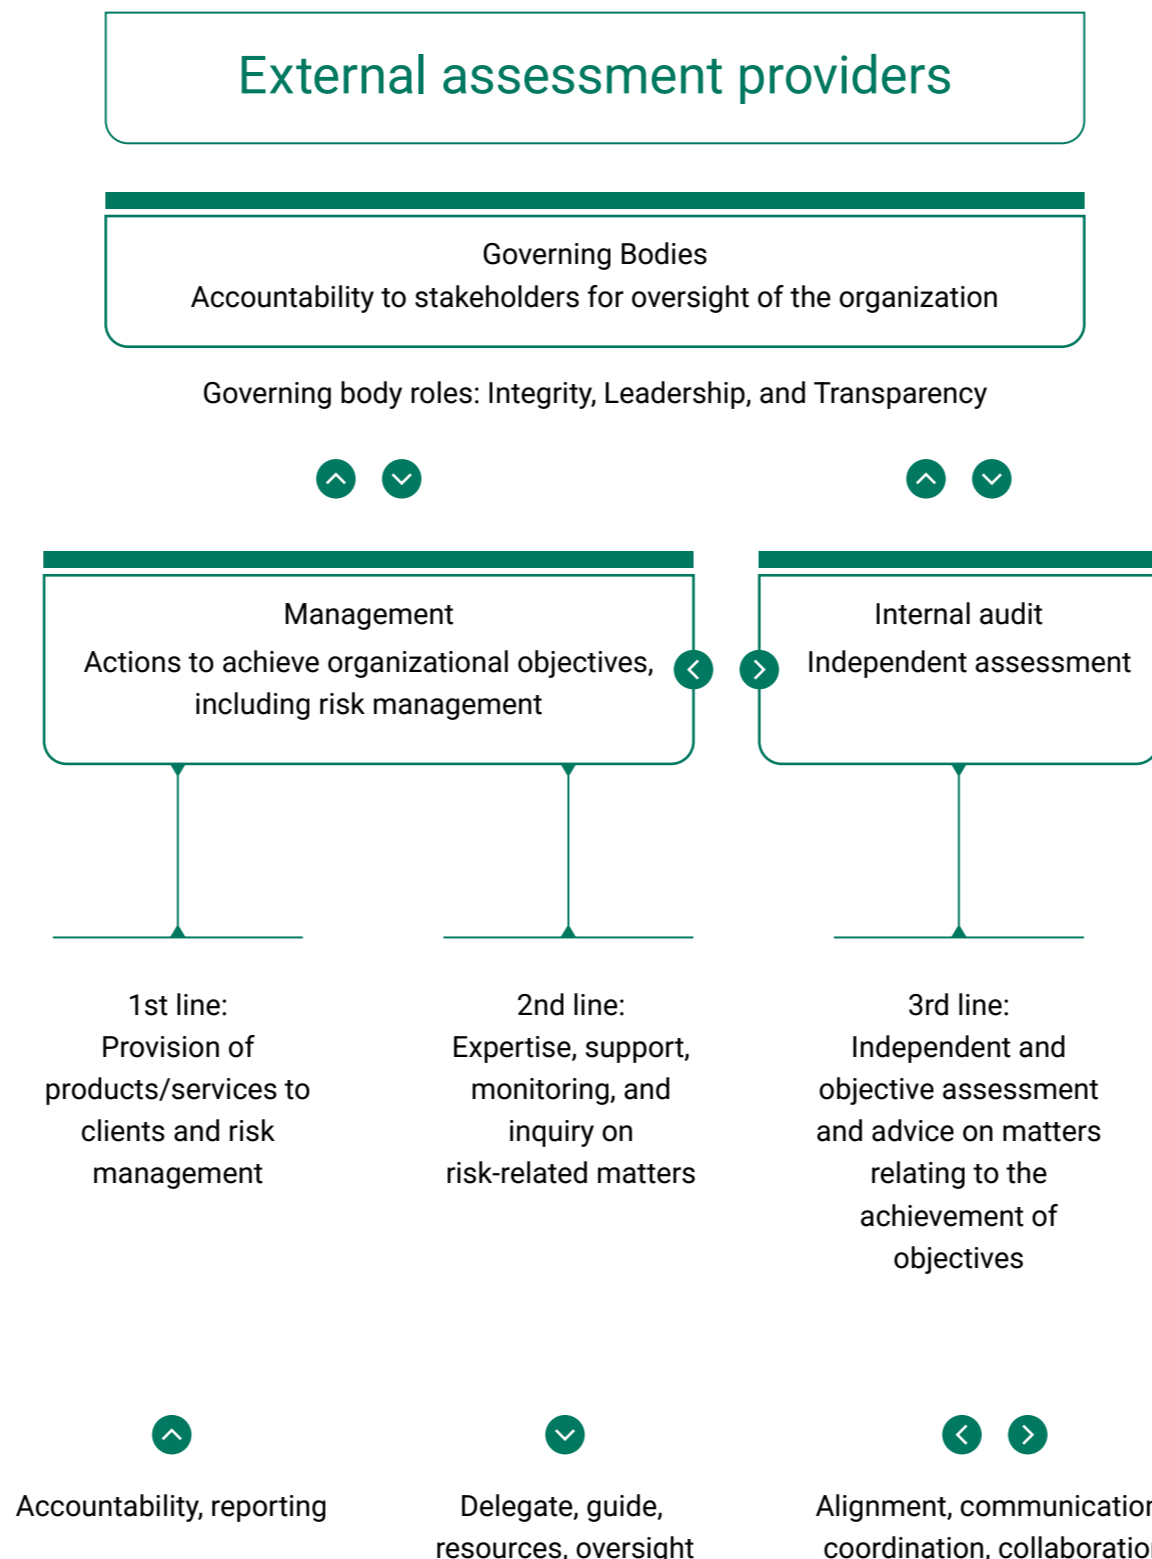 External assessment providers
Governing Bodies
Accountability to stakeholders for oversight of the organization
Governing body roles: Integrity, Leadership, and Transparency
Management
Actions to achieve organizational objectives,
including risk management
Internal audit
Independent assessment
1st line:
Provision of
products/services to
clients and risk
management
2nd line:
Expertise, support,
monitoring, and
inquiry on
risk-related matters
3rd line:
Independent and
objective assessment
and advice on matters
relating to the
achievement of
objectives
Accountability, reporting
Delegate, guide,
resources, oversight
Alignment, communication
coordination, collaboration